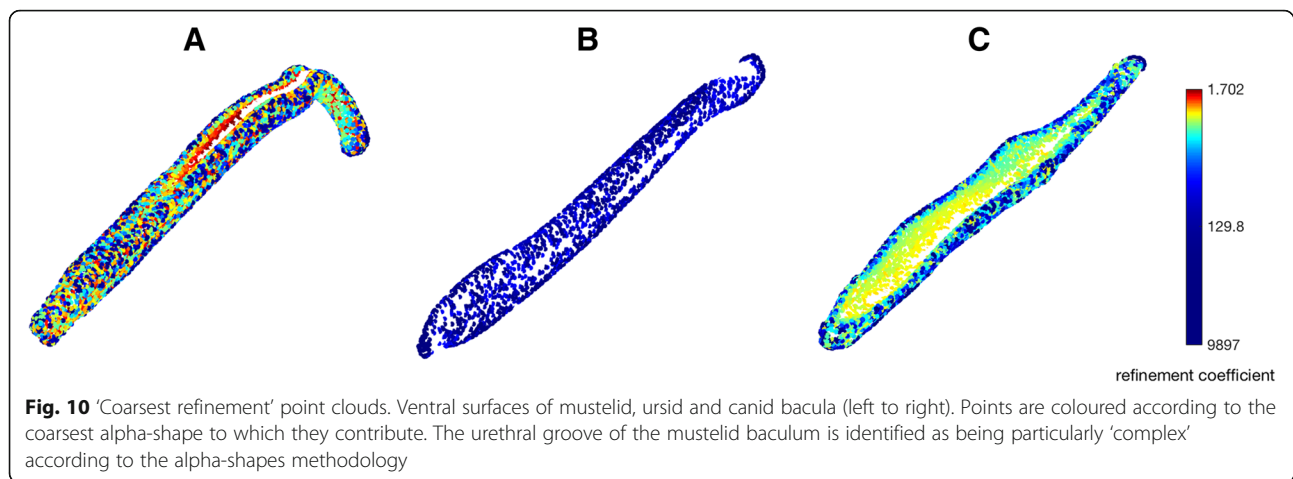 A
B
C
1.702
129.8
9897
refinement coefficient
Fig. 10 ‘Coarsest refinement’ point clouds. Ventral surfaces of mustelid, ursid and canid bacula (left to right). Points are coloured according to the
coarsest alpha-shape to which they contribute. The urethral groove of the mustelid baculum is identified as being particularly ‘complex’
according to the alpha-shapes methodology